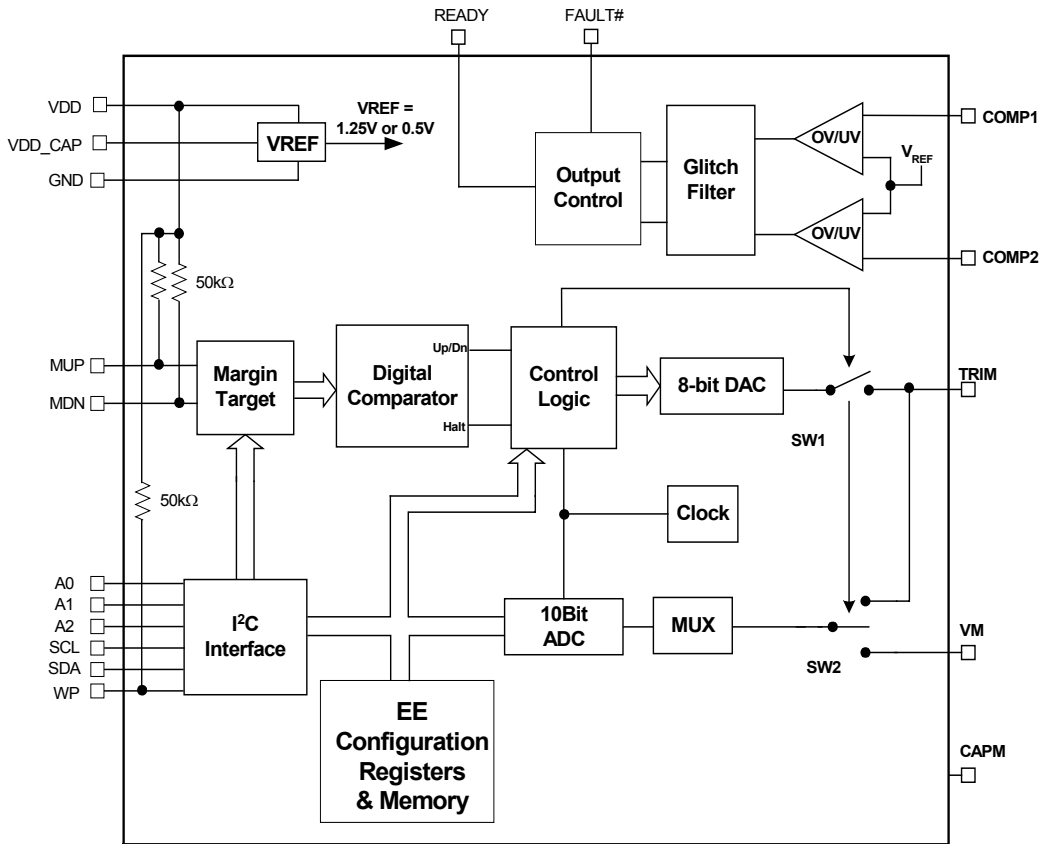 READY
FAULT#
VDD
VDD_CAP
GND
VREF
VREF =
1.25V or 0.5V
Output
Control
Glitch
Filter
OV/UV
OV/UV
VREF
COMP1
COMP2
50kΩ
MUP
MDN
Margin
Target
Digital
Comparator
Up/Dn
Halt
Control
Logic
8-bit DAC
SW1
TRIM
50kΩ
Clock
A0
A1
A2
SCL
SDA
WP
I²C
Interface
10Bit
ADC
MUX
SW2
VM
EE
Configuration
Registers
& Memory
CAPM